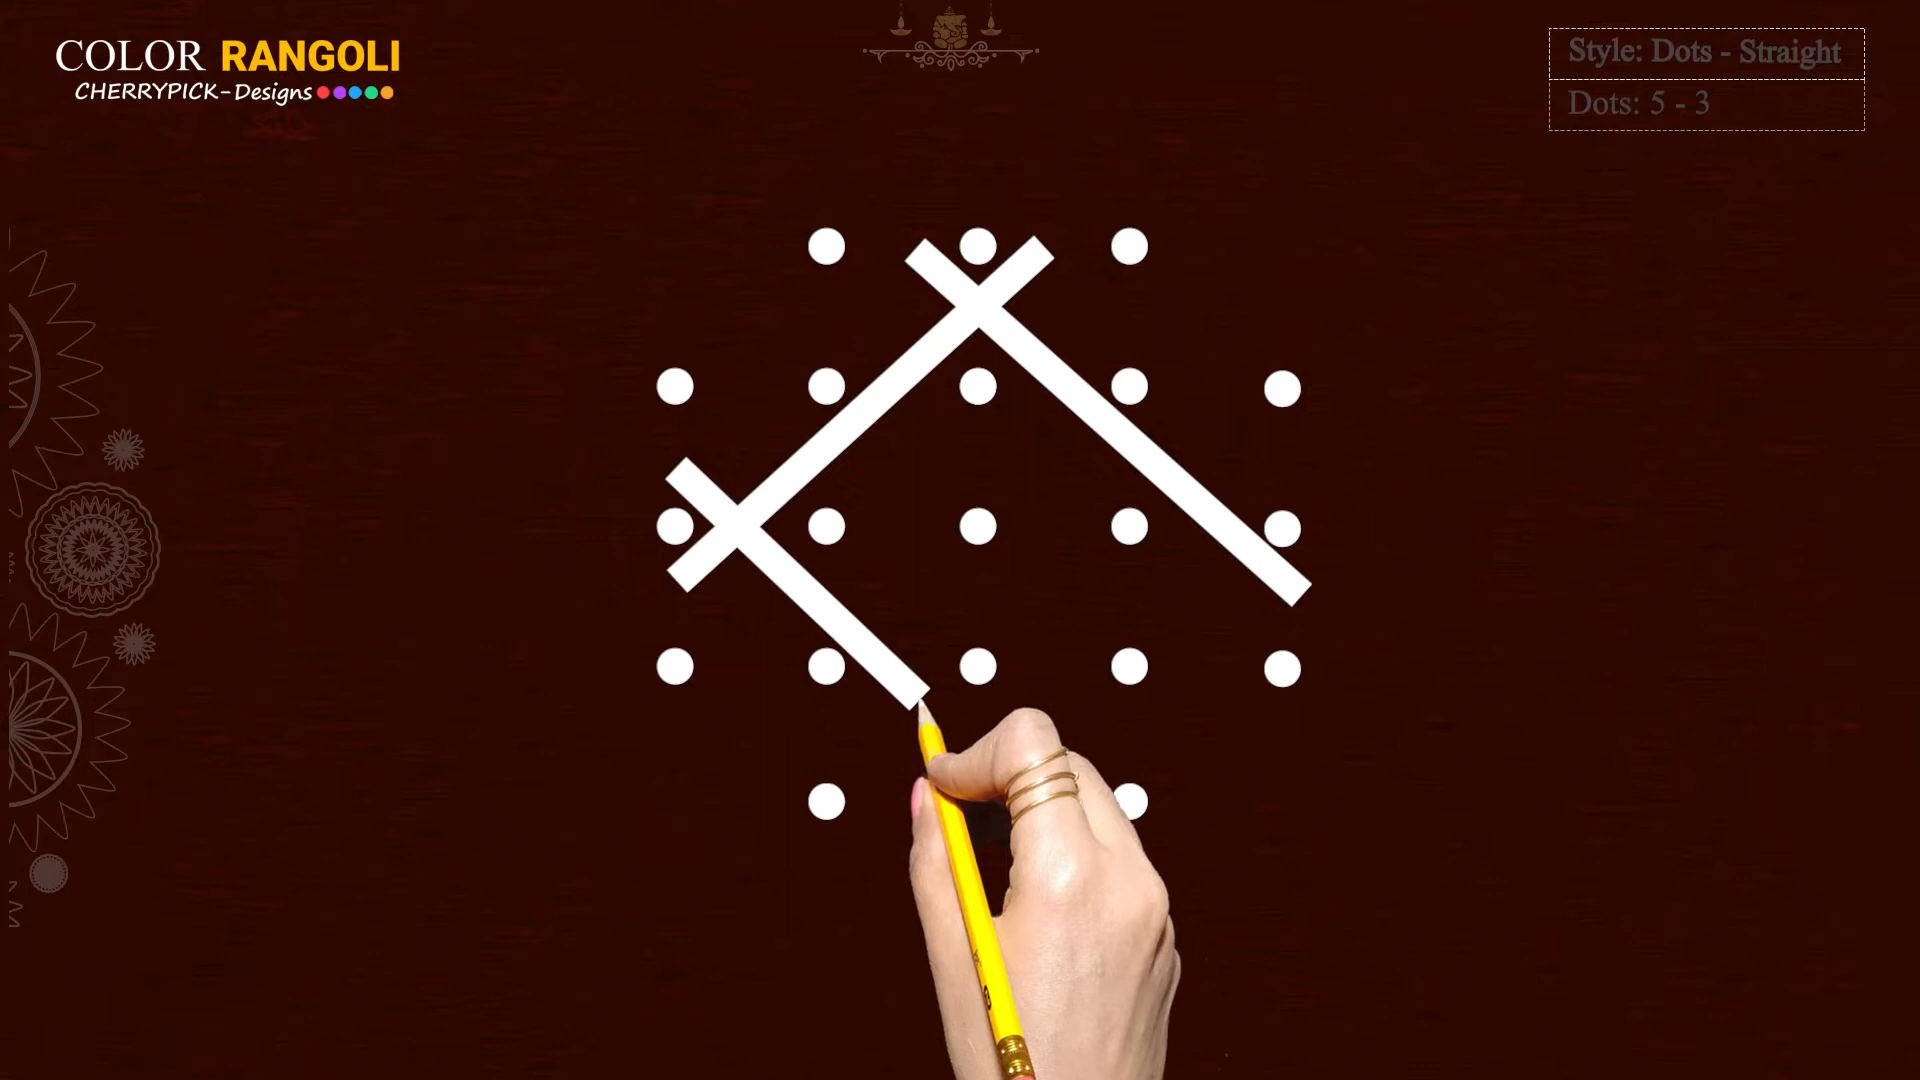 COLOR RANGOLI
CHERRYPICK-Designs
Style: Dots - Straight
Dots: 5 - 3